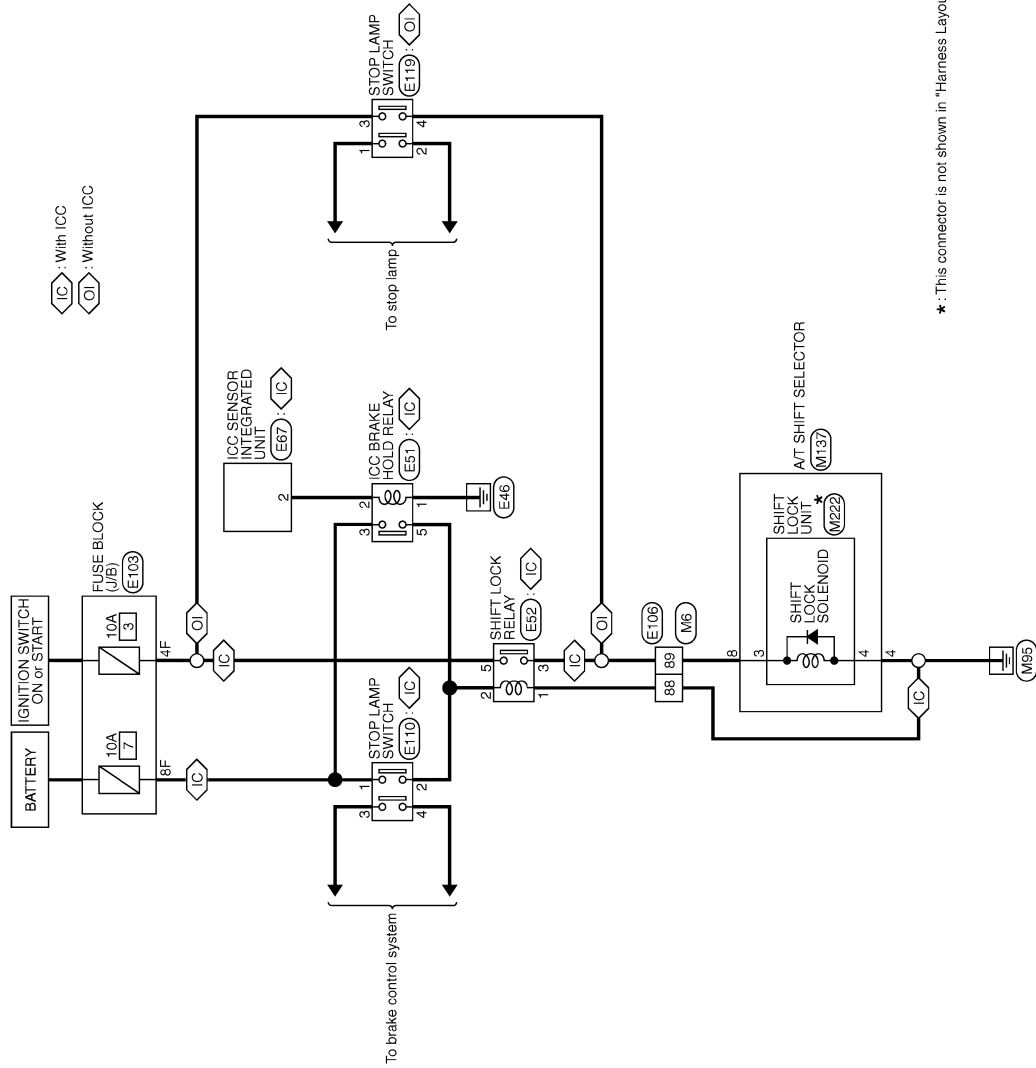 IGNITION SWITCH
ON or START
BATTERY
FUSE BLOCK
(J/B)
E103
10A
3
10A
7
4F
8F
IC : With ICC
OI : Without ICC
OI
IC
IC
ICC SENSOR
INTEGRATED
UNIT
E67 : IC
2
STOP LAMP
SWITCH
E119 : OI
3
1
4
2
To stop lamp
ICC BRAKE
HOLD RELAY
E51 : IC
2
3
1
5
E46
STOP LAMP
SWITCH
E110 : IC
1
3
2
4
To brake control system
SHIFT LOCK
RELAY
E52 : IC
5
2
3
1
IC
OI
E106
M6
89
88
A/T SHIFT SELECTOR
M137
8
SHIFT
LOCK
UNIT *
M222
3
SHIFT
LOCK
SOLENOID
4
4
IC
M95
* : This connector is not shown in "Harness Layou